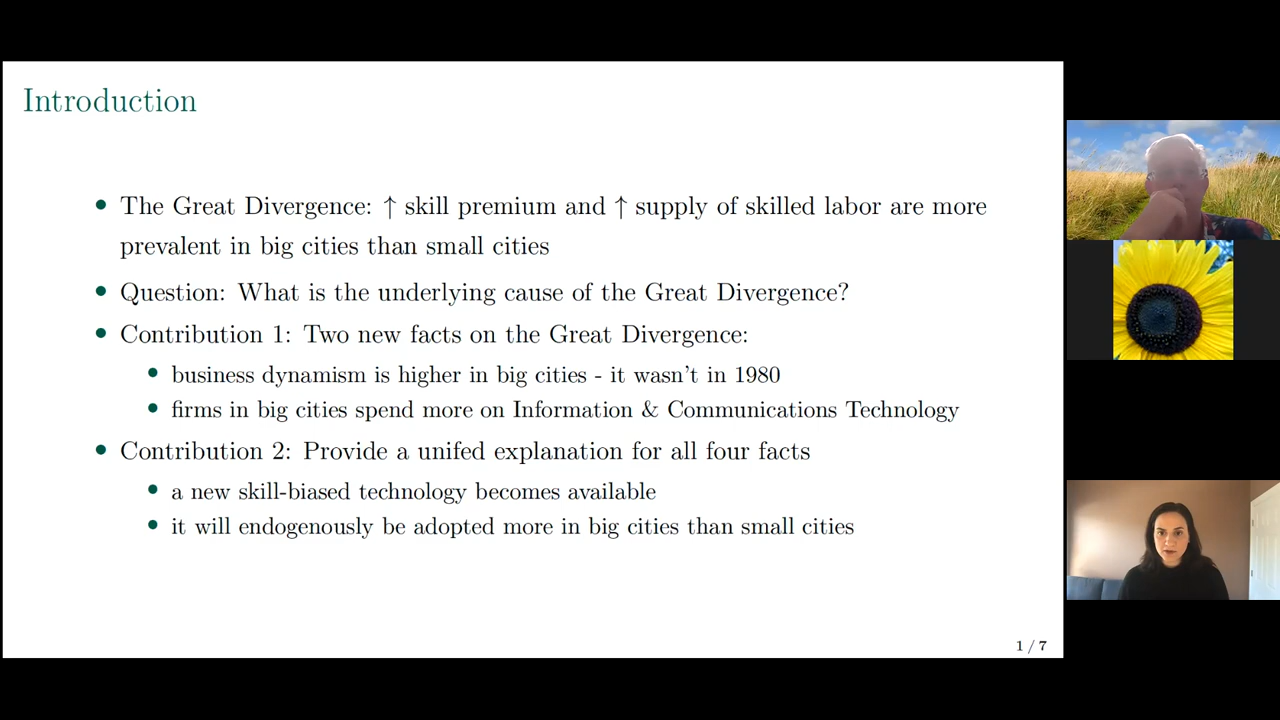 Introduction
• The Great Divergence: ↑ skill premium and ↑ supply of skilled labor are more
prevalent in big cities than small cities
• Question: What is the underlying cause of the Great Divergence?
• Contribution 1: Two new facts on the Great Divergence:
• business dynamism is higher in big cities - it wasn't in 1980
• firms in big cities spend more on Information & Communications Technology
• Contribution 2: Provide a unifed explanation for all four facts
• a new skill-biased technology becomes available
• it will endogenously be adopted more in big cities than small cities
1 / 7